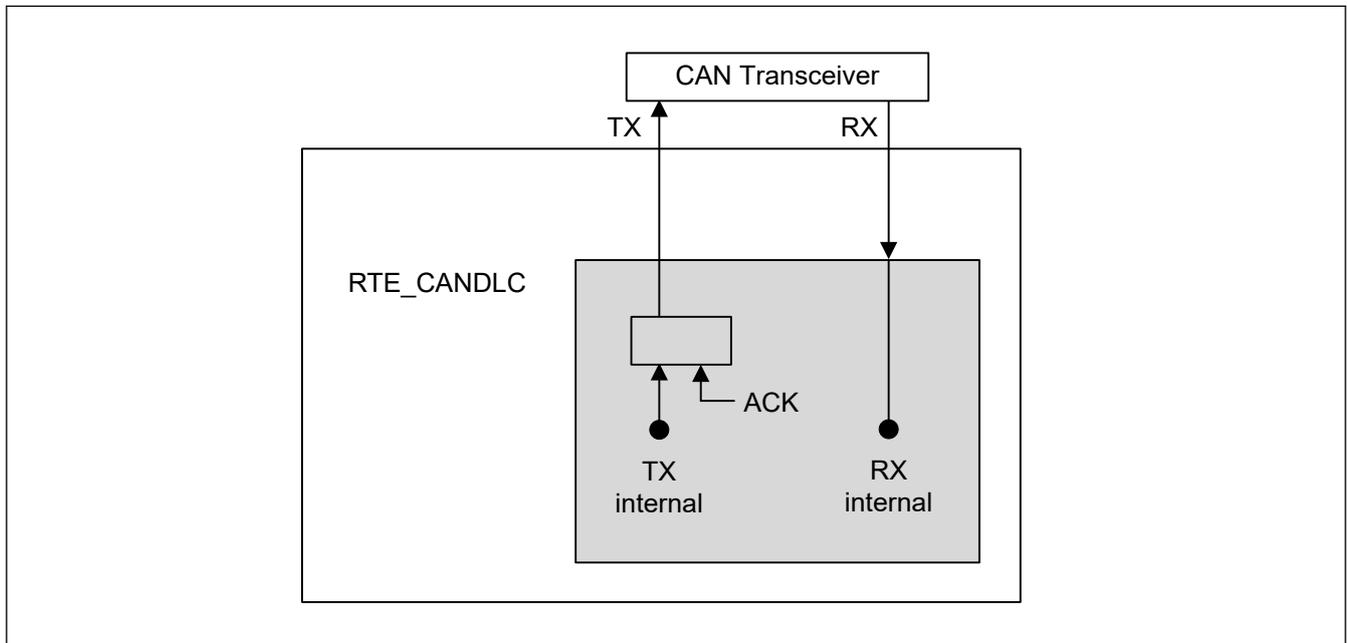 CAN Transceiver
TX
RX
RTE_CANDLC
ACK
TX
internal
RX
internal